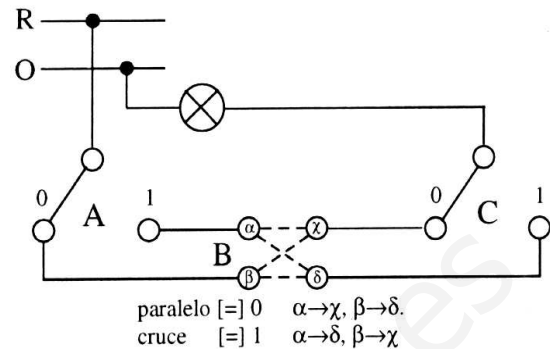 R
O
0 1 0 1
A C
α χ
B
β δ
paralelo [=] 0 α→χ, β→δ.
cruce [=] 1 α→δ, β→χ